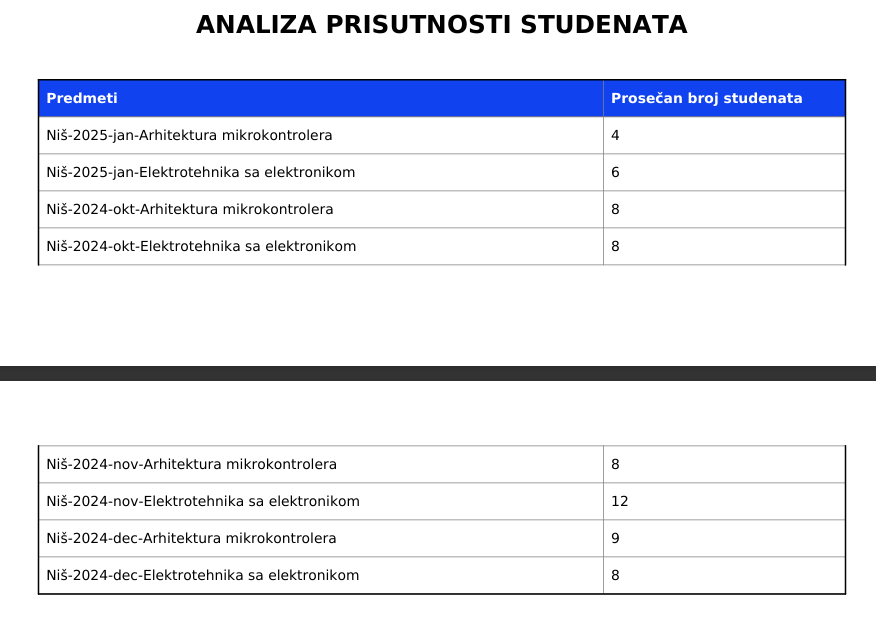 ANALIZA PRISUTNOSTI STUDENATA
Predmeti Prosečan broj studenata
Niš-2025-jan-Arhitektura mikrokontrolera 4
Niš-2025-jan-Elektrotehnika sa elektronikom 6
Niš-2024-okt-Arhitektura mikrokontrolera 8
Niš-2024-okt-Elektrotehnika sa elektronikom 8
Niš-2024-nov-Arhitektura mikrokontrolera 8
Niš-2024-nov-Elektrotehnika sa elektronikom 12
Niš-2024-dec-Arhitektura mikrokontrolera 9
Niš-2024-dec-Elektrotehnika sa elektronikom 8